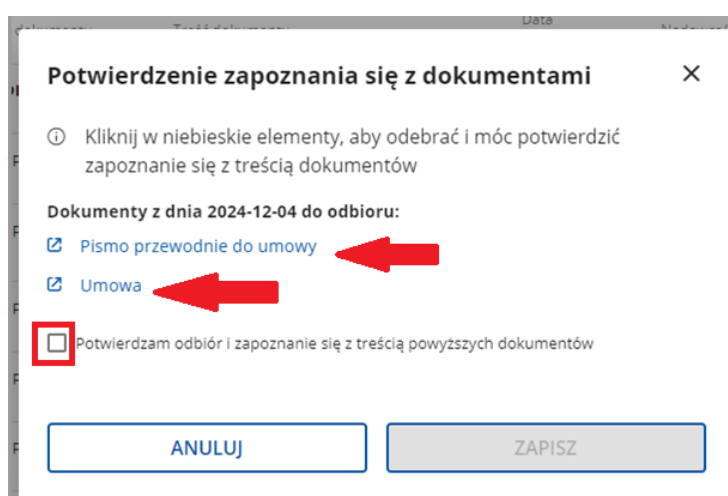 Data
Potwierdzenie zapoznania się z dokumentami
Kliknij w niebieskie elementy, aby odebrać i móc potwierdzić
zapoznanie się z treścią dokumentów
Dokumenty z dnia 2024-12-04 do odbioru:
Pismo przewodnie do umowy
Umowa
Potwierdzam odbiór i zapoznanie się z treścią powyższych dokumentów
ANULUJ
ZAPISZ